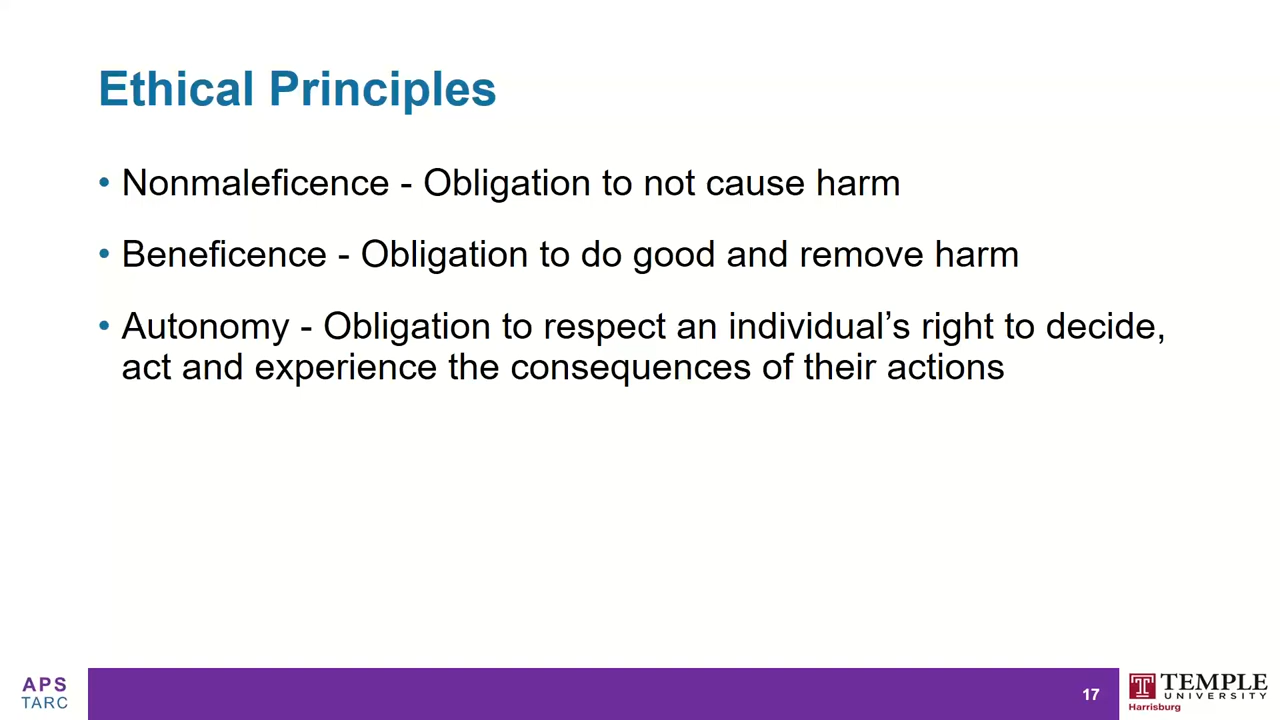 Ethical Principles
• Nonmaleficence - Obligation to not cause harm
• Beneficence - Obligation to do good and remove harm
• Autonomy - Obligation to respect an individual’s right to decide,
act and experience the consequences of their actions
APS
TARC
17
TEMPLE
UNIVERSITY
Harrisburg